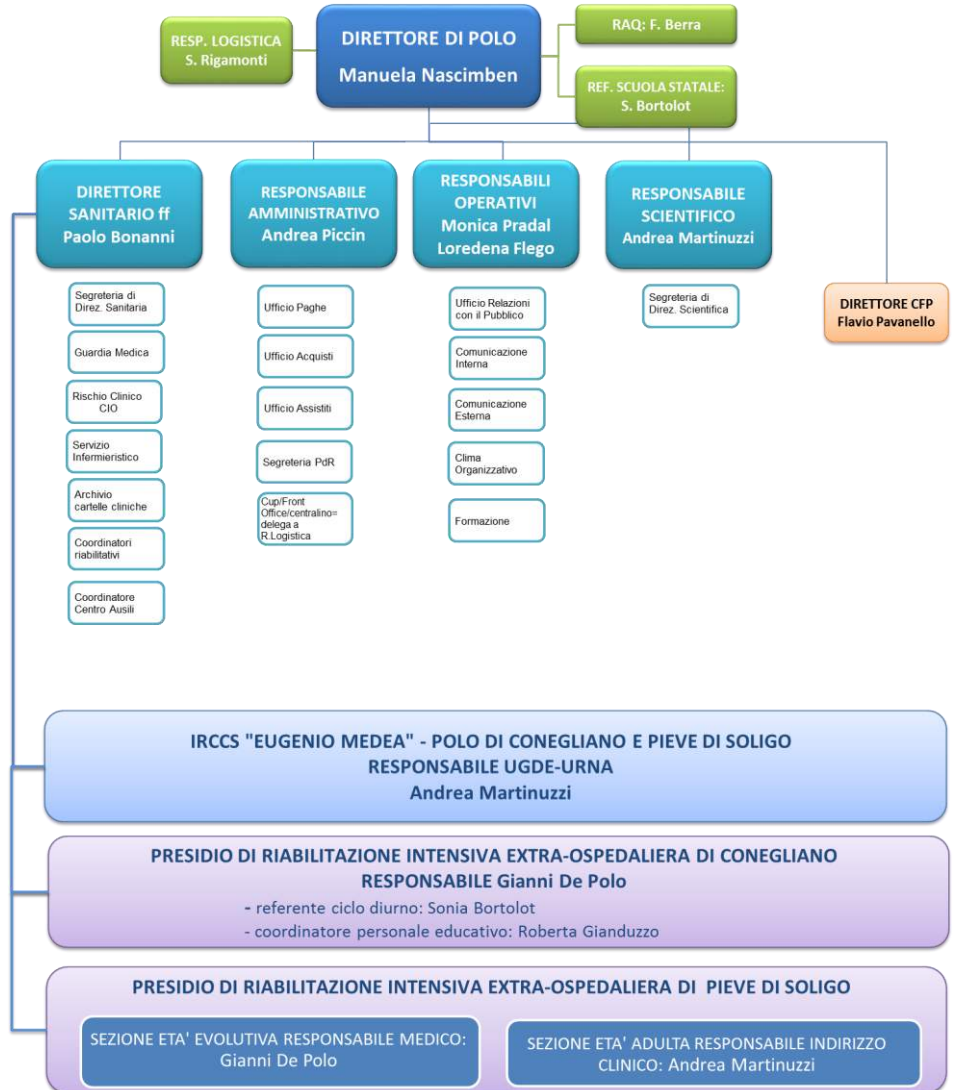 RESP. LOGISTICA
S. Rigamonti
DIRETTORE DI POLO
Manuela Nascimben
RAQ: F. Berra
REF. SCUOLA STATALE:
S. Bortolot
DIRETTORE
SANITARIO ff
Paolo Bonanni
RESPONSABILE
AMMINISTRATIVO
Andrea Piccin
RESPONSABILI
OPERATIVI
Monica Pradal
Loredena Flego
RESPONSABILE
SCIENTIFICO
Andrea Martinuzzi
DIRETTORE CFP
Flavio Pavanello
Segreteria di
Direz. Sanitaria
Guardia Medica
Rischio Clinico
CIO
Servizio
Infermieristico
Archivio
cartelle cliniche
Coordinatori
riabilitativi
Coordinatore
Centro Ausili
Ufficio Paghe
Ufficio Acquisti
Ufficio Assistiti
Segreteria PdR
Cup/Front
Office/centralino=
delega a
R.Logistica
Ufficio Relazioni
con il Pubblico
Comunicazione
Interna
Comunicazione
Esterna
Clima
Organizzativo
Formazione
Segreteria di
Direz. Scientifica
IRCCS "EUGENIO MEDEA" - POLO DI CONEGLIANO E PIEVE DI SOLIGO
RESPONSABILE UGDE-URNA
Andrea Martinuzzi
PRESIDIO DI RIABILITAZIONE INTENSIVA EXTRA-OSPEDALIERA DI CONEGLIANO
RESPONSABILE Gianni De Polo
- referente ciclo diurno: Sonia Bortolot
- coordinatore personale educativo: Roberta Gianduzzo
PRESIDIO DI RIABILITAZIONE INTENSIVA EXTRA-OSPEDALIERA DI PIEVE DI SOLIGO
SEZIONE ETA' EVOLUTIVA RESPONSABILE MEDICO:
Gianni De Polo
SEZIONE ETA' ADULTA RESPONSABILE INDIRIZZO
CLINICO: Andrea Martinuzzi